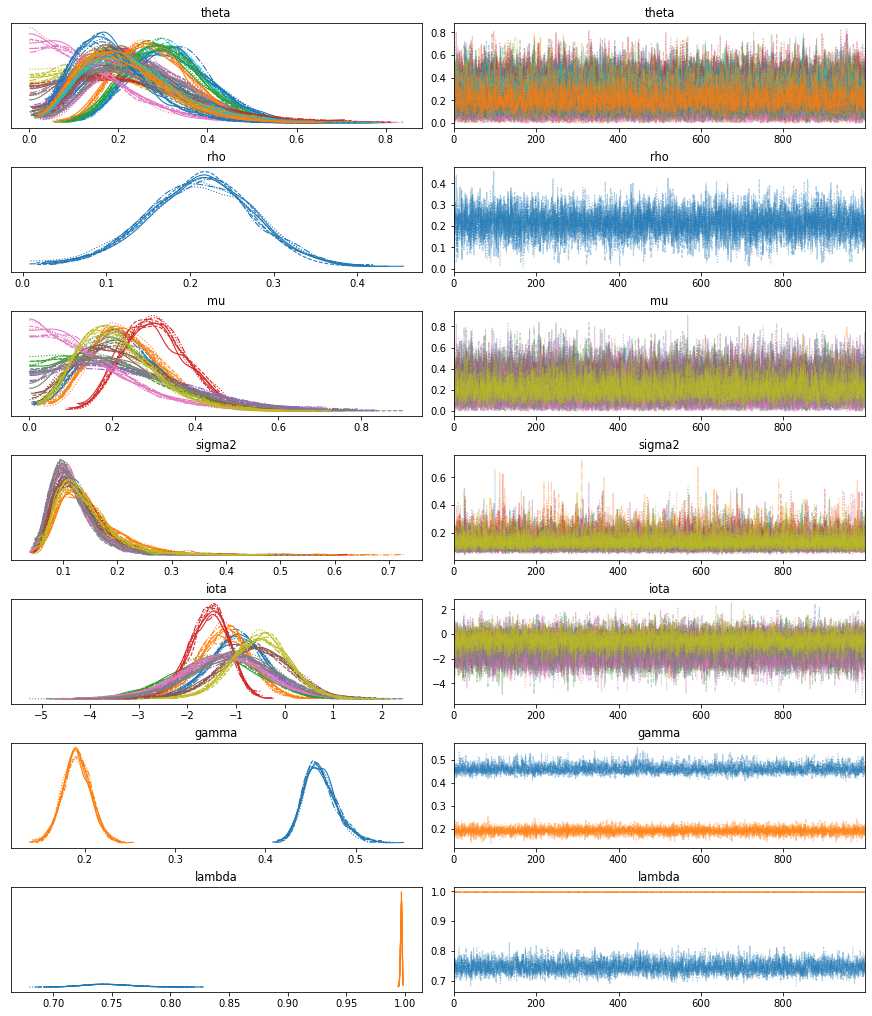 theta theta
0.0 0.2 0.4 0.6 0.8
0.8 0.6 0.4 0.2 0.0
0 200 400 600 800
rho rho
0.0 0.1 0.2 0.3 0.4
0.4 0.3 0.2 0.1 0.0
0 200 400 600 800
mu mu
0.0 0.2 0.4 0.6 0.8
0.8 0.6 0.4 0.2 0.0
0 200 400 600 800
sigma2 sigma2
0.1 0.2 0.3 0.4 0.5 0.6 0.7
0.6 0.4 0.2
0 200 400 600 800
iota iota
−5 −4 −3 −2 −1 0 1 2
2 0 −2 −4
0 200 400 600 800
gamma gamma
0.2 0.3 0.4 0.5
0.5 0.4 0.3 0.2
0 200 400 600 800
lambda lambda
0.70 0.75 0.80 0.85 0.90 0.95 1.00
1.0 0.9 0.8 0.7
0 200 400 600 800